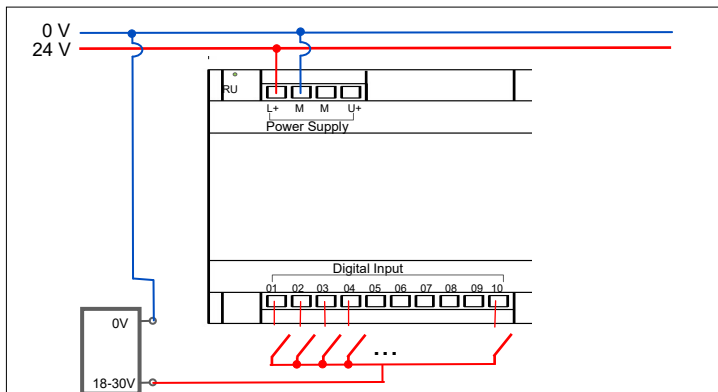 0 V
24 V
RU
L+ M M U+
Power Supply
Digital Input
01 02 03 04 05 06 07 08 09 10
...
0V
18-30V